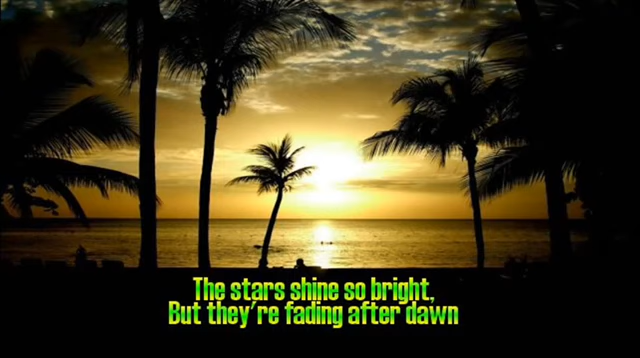 The stars shine so bright,
But they're fading after dawn